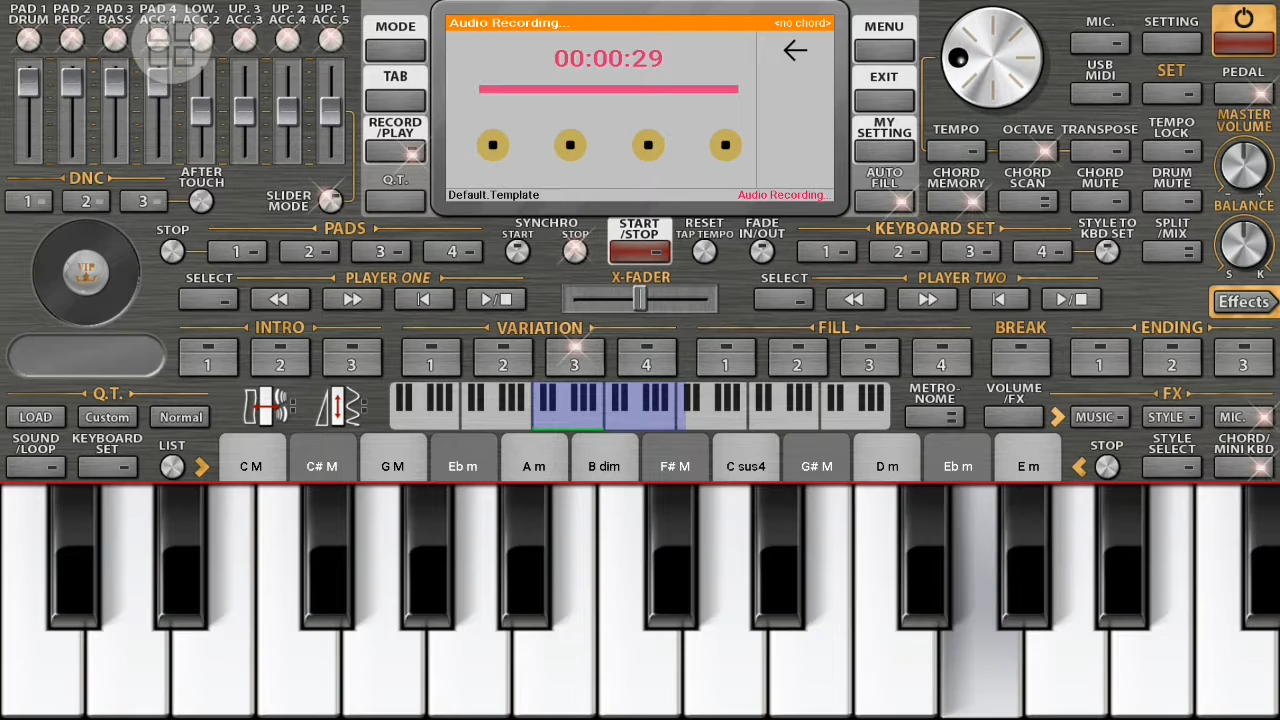 PAD 1 PAD 2 PAD 3 PAD 4 LOW. UP. 3 UP. 2 UP. 1
DRUM PERC. BASS ACC.1 ACC.2 ACC.3 ACC.4 ACC.5
MODE
TAB
RECORD
/PLAY
Q.T.
Audio Recording... <no chord>
00:00:29
Default.Template Audio Recording...
MENU
EXIT
MY
SETTING
AUTO
FILL
MIC. SETTING
USB
MIDI
SET
PEDAL
TEMPO OCTAVE TRANSPOSE TEMPO
LOCK
MASTER
VOLUME
CHORD
MEMORY
CHORD
SCAN
CHORD
MUTE
DRUM
MUTE
- +
BALANCE
S K
DNC
1 2 3
AFTER
TOUCH
SLIDER
MODE
VIP
STOP PADS
1 2 3 4
SYNCHRO
START STOP
START
/STOP
RESET
TAP TEMPO
FADE
IN/OUT
KEYBOARD SET
1 2 3 4
STYLE TO
KBD SET
SPLIT
/MIX
SELECT PLAYER ONE
X-FADER
SELECT PLAYER TWO
Effects
INTRO VARIATION FILL BREAK ENDING
1 2 3 1 2 3 4 1 2 3 4 1 2 3
Q.T.
LOAD Custom Normal
METRO-
NOME
VOLUME
/FX
FX
MUSIC STYLE MIC.
SOUND
/LOOP
KEYBOARD
SET
LIST
C M C# M G M Eb m A m B dim F# M C sus4 G# M D m Eb m E m
STOP
STYLE
SELECT
CHORD/
MINI KBD